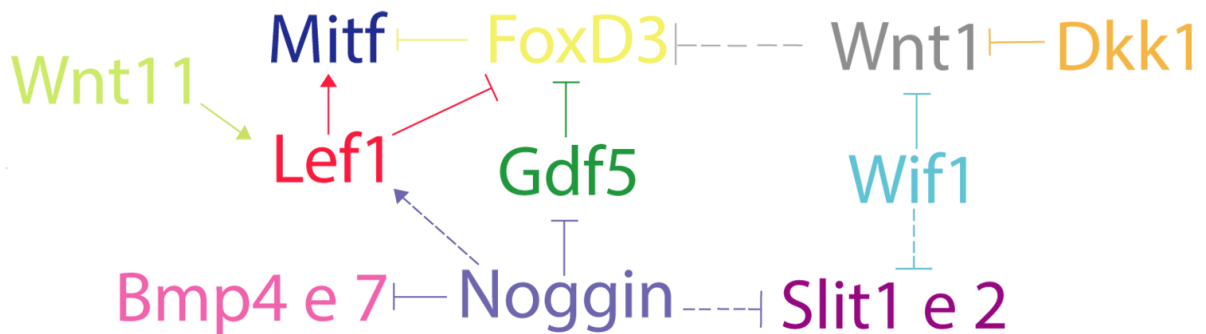 Mitf FoxD3 Wnt1 Dkk1
Wnt11
Lef1 Gdf5 Wif1
Bmp4 e 7 Noggin Slit1 e 2